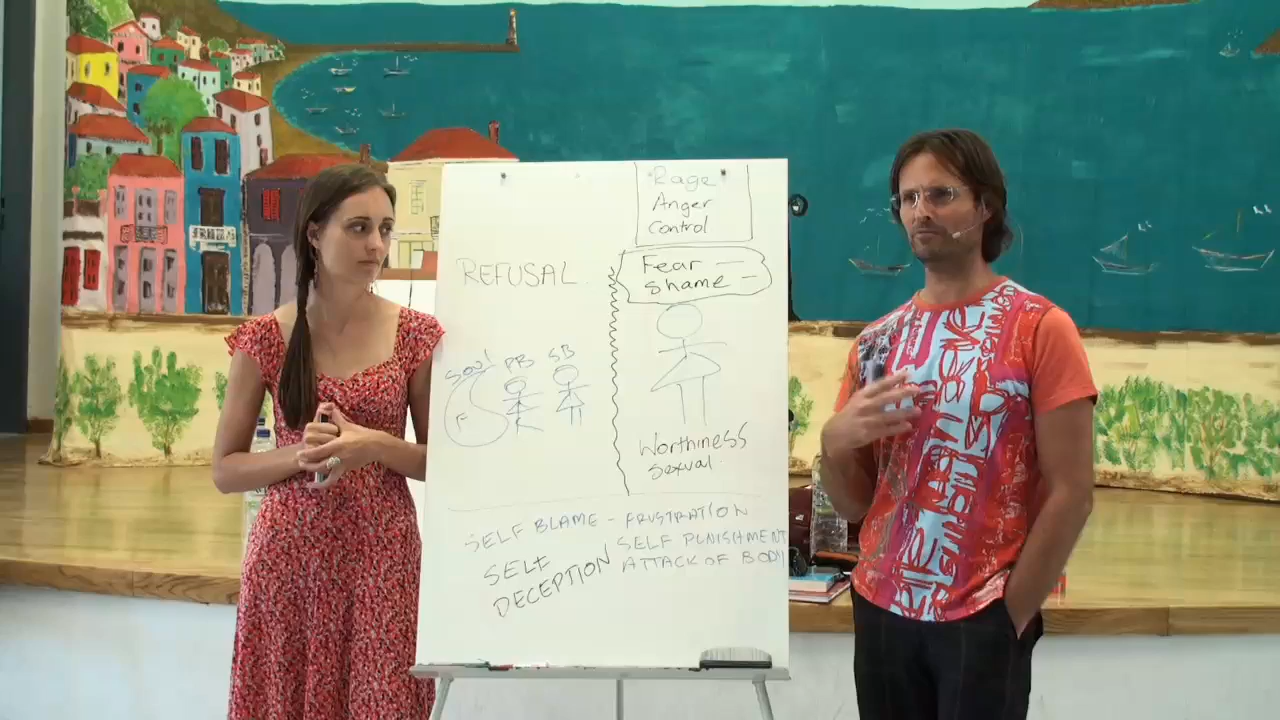 Rage
Anger
Control
Fear —
Shame —
REFUSAL
Soul
PB
SB
F
Worthiness
Sexual
SELF BLAME - FRUSTRATION
SELF PUNISHMENT
SELF
ATTACK OF BODY
DECEPTION